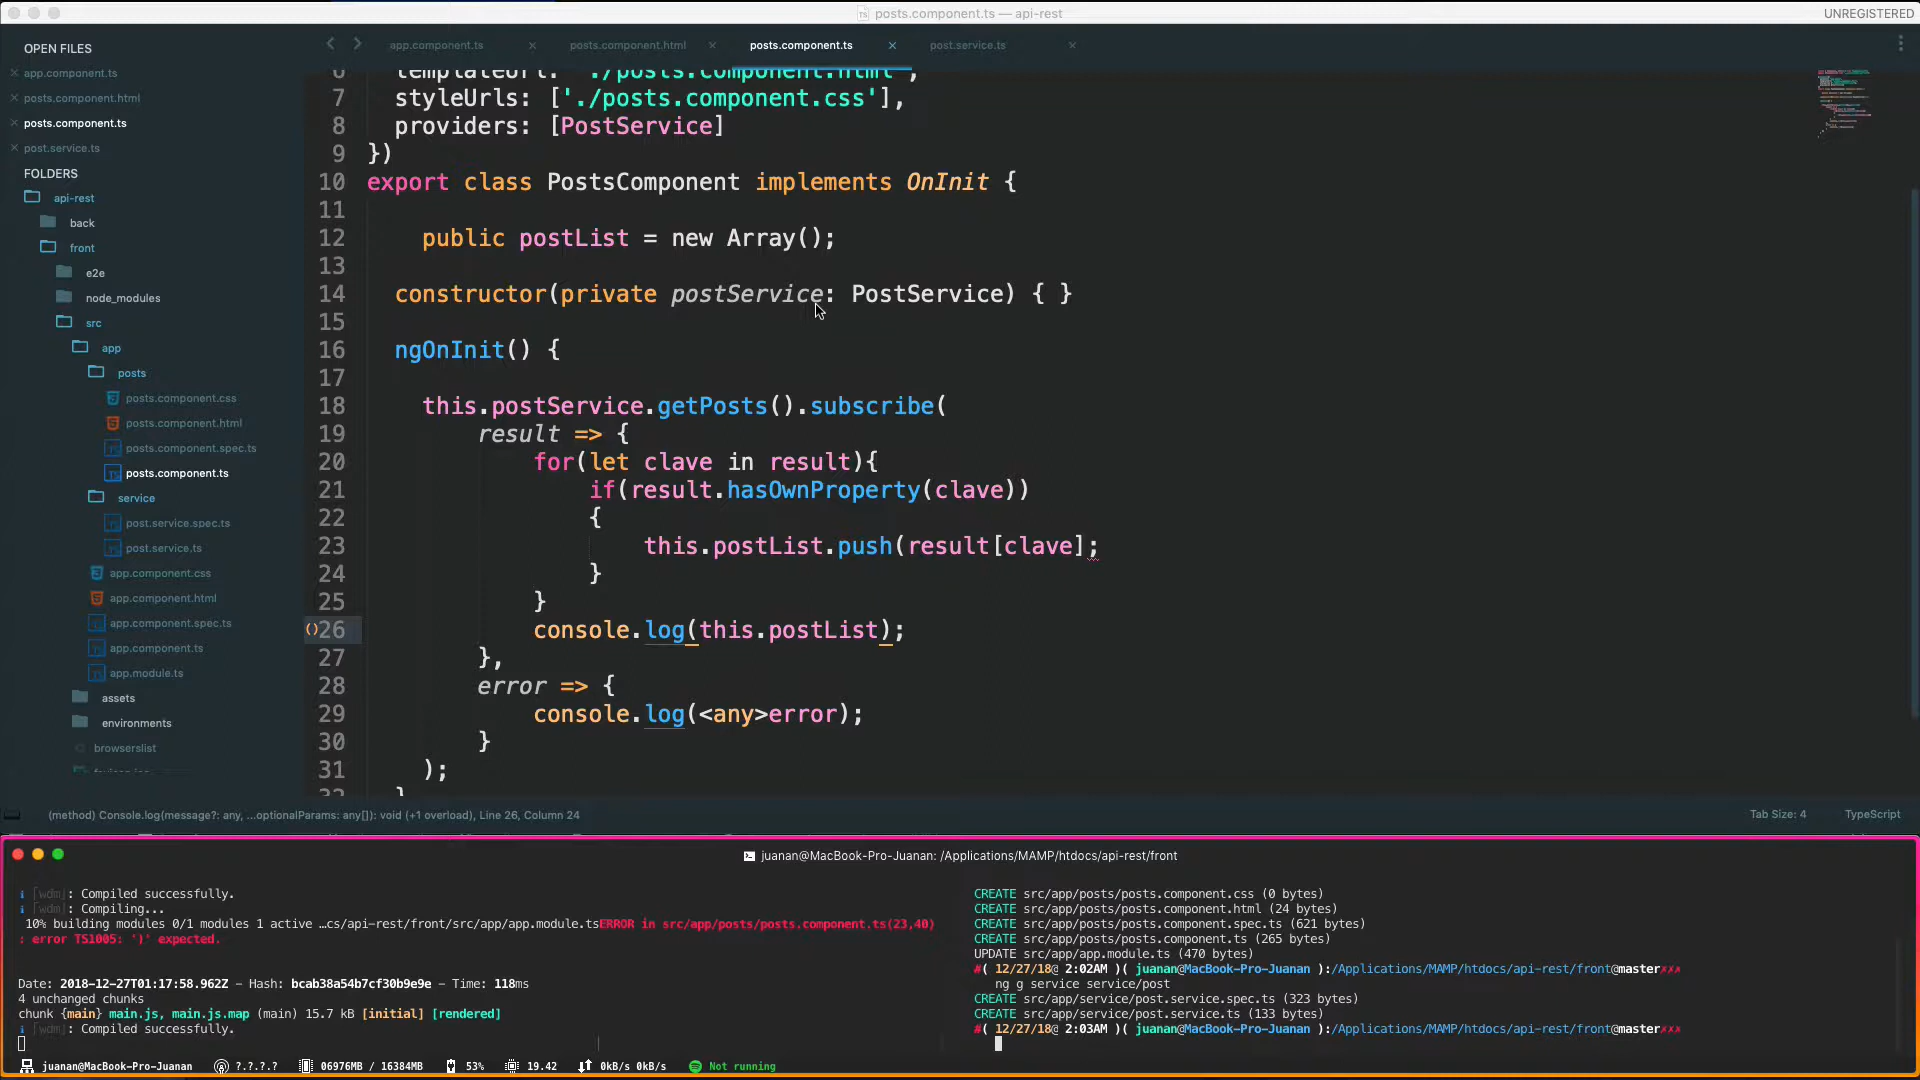 posts.component.ts — api-rest
UNREGISTERED
OPEN FILES
app.component.ts
posts.component.html
posts.component.ts
post.service.ts
FOLDERS
api-rest
back
front
e2e
node_modules
src
app
posts
posts.component.css
posts.component.html
posts.component.spec.ts
posts.component.ts
service
post.service.spec.ts
post.service.ts
app.component.css
app.component.html
app.component.spec.ts
app.component.ts
app.module.ts
assets
environments
browserslist
app.component.ts posts.component.html posts.component.ts post.service.ts
6 templateUrl: './posts.component.html',
7 styleUrls: ['./posts.component.css'],
8 providers: [PostService]
9 })
10 export class PostsComponent implements OnInit {
11
12 public postList = new Array();
13
14 constructor(private postService: PostService) { }
15
16 ngOnInit() {
17
18 this.postService.getPosts().subscribe(
19 result => {
20 for(let clave in result){
21 if(result.hasOwnProperty(clave))
22 {
23 this.postList.push(result[clave];
24 }
25 }
26 console.log(this.postList);
27 },
28 error => {
29 console.log(<any>error);
30 }
31 );
32 }
(method) Console.log(message?: any, ...optionalParams: any[]): void (+1 overload), Line 26, Column 24
Tab Size: 4 TypeScript
juanan@MacBook-Pro-Juanan: /Applications/MAMP/htdocs/api-rest/front
i ｢wdm｣: Compiled successfully.
i ｢wdm｣: Compiling...
10% building modules 0/1 modules 1 active …cs/api-rest/front/src/app/app.module.tsERROR in src/app/posts/posts.component.ts(23,40)
: error TS1005: ')' expected.
Date: 2018-12-27T01:17:58.962Z - Hash: bcab38a54b7cf30b9e9e - Time: 118ms
4 unchanged chunks
chunk {main} main.js, main.js.map (main) 15.7 kB [initial] [rendered]
i ｢wdm｣: Compiled successfully.
CREATE src/app/posts/posts.component.css (0 bytes)
CREATE src/app/posts/posts.component.html (24 bytes)
CREATE src/app/posts/posts.component.spec.ts (621 bytes)
CREATE src/app/posts/posts.component.ts (265 bytes)
UPDATE src/app/app.module.ts (470 bytes)
#( 12/27/18@ 2:02AM )( juanan@MacBook-Pro-Juanan ):/Applications/MAMP/htdocs/api-rest/front@master✗✗✗
ng g service service/post
CREATE src/app/service/post.service.spec.ts (323 bytes)
CREATE src/app/service/post.service.ts (133 bytes)
#( 12/27/18@ 2:03AM )( juanan@MacBook-Pro-Juanan ):/Applications/MAMP/htdocs/api-rest/front@master✗✗✗
juanan@MacBook-Pro-Juanan ?.?.?.? 06976MB / 16384MB 53% 19.42 0kB/s 0kB/s Not running